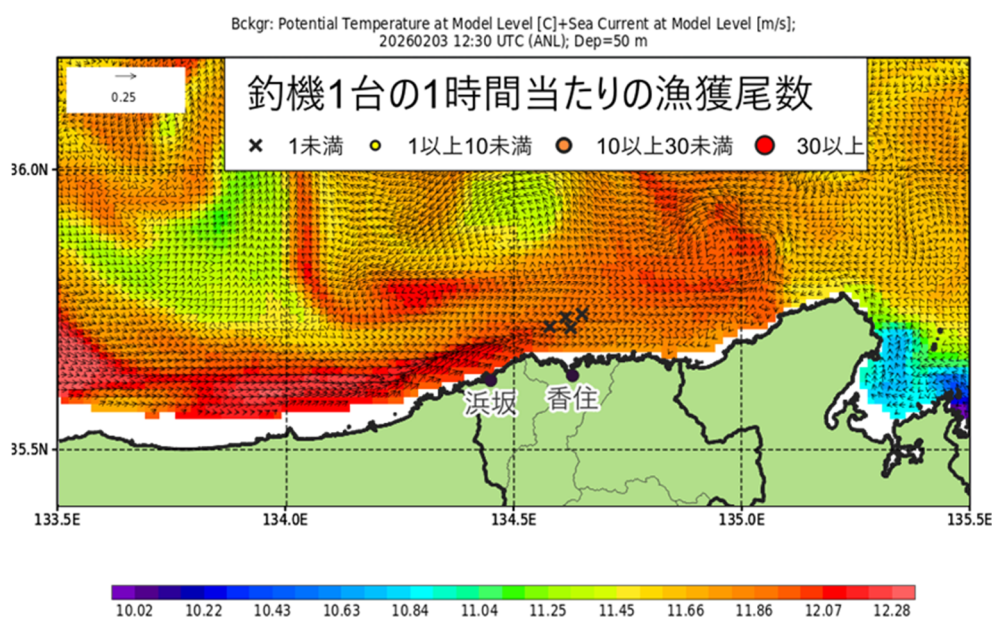 Bckgr: Potential Temperature at Model Level [C]+Sea Current at Model Level [m/s];
20260203 12:30 UTC (ANL); Dep=50 m
0.25
釣機1台の1時間当たりの漁獲尾数
1未満 1以上10未満 10以上30未満 30以上
36.0N
浜坂 香住
35.5N
133.5E 134.0E 134.5E 135.0E 135.5E
10.02 10.22 10.43 10.63 10.84 11.04 11.25 11.45 11.66 11.86 12.07 12.28